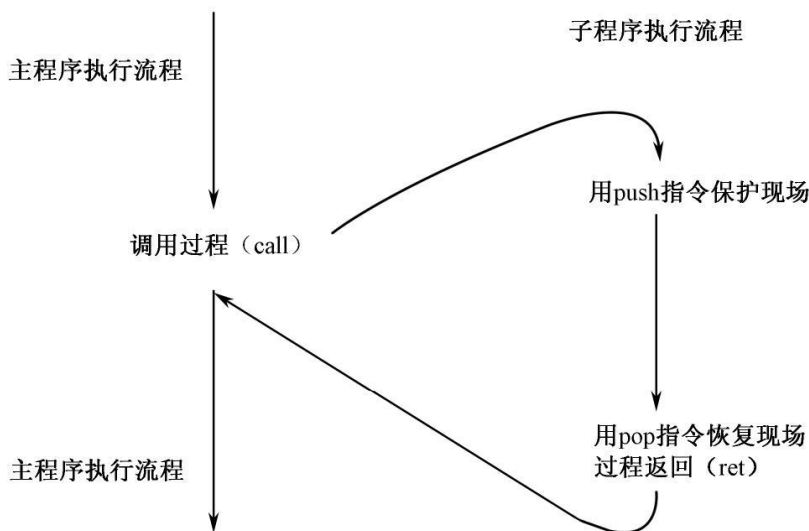 子程序执行流程
主程序执行流程
用push指令保护现场
调用过程（call）
用pop指令恢复现场
过程返回（ret）
主程序执行流程